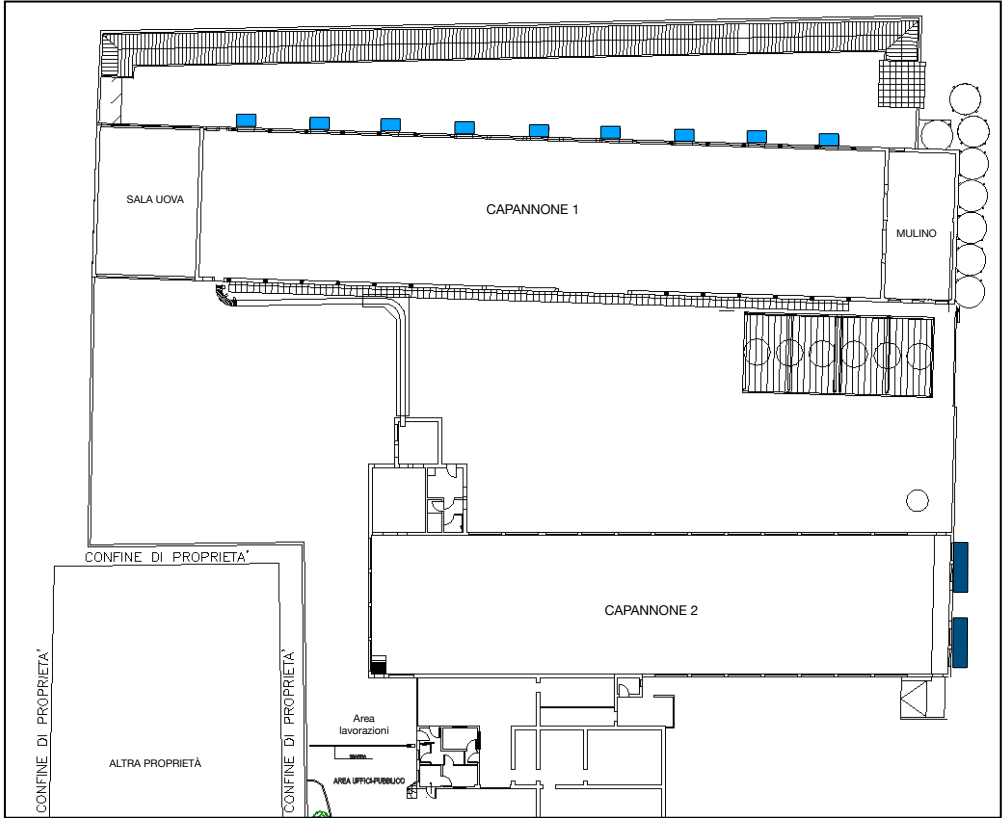 SALA UOVA
CAPANNONE 1
MULINO
CONFINE DI PROPRIETA'
CAPANNONE 2
CONFINE DI PROPRIETA'
CONFINE DI PROPRIETA'
Area
lavorazioni
ALTRA PROPRIETÀ
AREA UFFICI-PUBBLICO